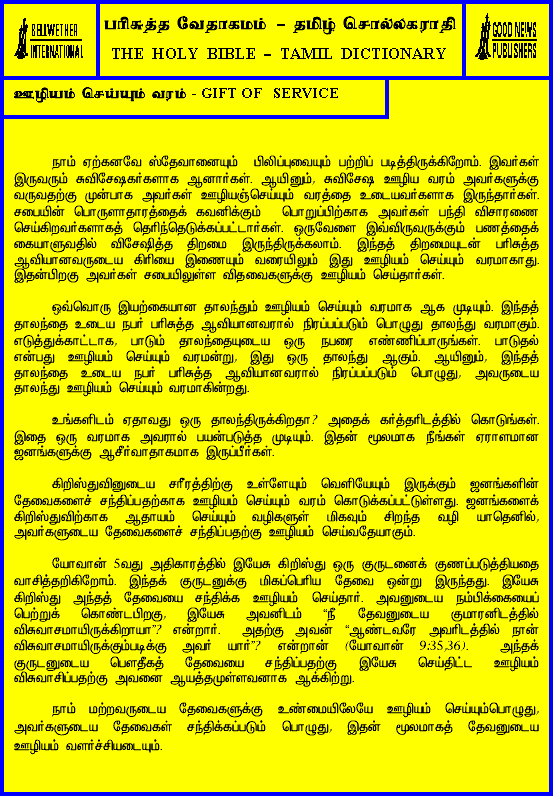 BELLWETHER
INTERNATIONAL
பரிசுத்த வேதாகமம் – தமிழ் சொல்லகராதி
THE HOLY BIBLE – TAMIL DICTIONARY
GOOD NEWS
PUBLISHERS
ஊழியம் செய்யும் வரம் - GIFT OF SERVICE
நாம் ஏற்கனவே ஸ்தேவானையும் பிலிப்புவையும் பற்றிப் படித்திருக்கிறோம். இவர்கள்
இருவரும் சுவிசேஷகர்களாக ஆனார்கள். ஆயினும், சுவிசேஷ ஊழிய வரம் அவர்களுக்கு
வருவதற்கு முன்பாக அவர்கள் ஊழியஞ்செய்யும் வரத்தை உடையவர்களாக இருந்தார்கள்.
சபையின் பொருளாதாரத்தைக் கவனிக்கும் பொறுப்பிற்காக அவர்கள் பந்தி விசாரணை
செய்கிறவர்களாகத் தெரிந்தெடுக்கப்பட்டார்கள். ஒருவேளை இவ்விருவருக்கும் பணத்தைக்
கையாளுவதில் விசேஷித்த திறமை இருந்திருக்கலாம். இந்தத் திறமையுடன் பரிசுத்த
ஆவியானவருடைய கிரியை இணையும் வரையிலும் இது ஊழியம் செய்யும் வரமாகாது.
இதன்பிறகு அவர்கள் சபையிலுள்ள விதவைகளுக்கு ஊழியம் செய்தார்கள்.
ஒவ்வொரு இயற்கையான தாலந்தும் ஊழியம் செய்யும் வரமாக ஆக முடியும். இந்தத்
தாலந்தை உடைய நபர் பரிசுத்த ஆவியானவரால் நிரப்பப்படும் பொழுது தாலந்து வரமாகும்.
எடுத்துக்காட்டாக, பாடும் தாலந்தையுடைய ஒரு நபரை எண்ணிப்பாருங்கள். பாடுதல்
என்பது ஊழியம் செய்யும் வரமன்று, இது ஒரு தாலந்து ஆகும். ஆயினும், இந்தத்
தாலந்தை உடைய நபர் பரிசுத்த ஆவியானவரால் நிரப்பப்படும் பொழுது, அவருடைய
தாலந்து ஊழியம் செய்யும் வரமாகின்றது.
உங்களிடம் ஏதாவது ஒரு தாலந்திருக்கிறதா? அதைக் கர்த்தரிடத்தில் கொடுங்கள்.
இதை ஒரு வரமாக அவரால் பயன்படுத்த முடியும். இதன் மூலமாக நீங்கள் ஏராளமான
ஜனங்களுக்கு ஆசீர்வாதகமாக இருப்பீர்கள்.
கிறிஸ்துவினுடைய சரீரத்திற்கு உள்ளேயும் வெளியேயும் இருக்கும் ஜனங்களின்
தேவைகளைச் சந்திப்பதற்காக ஊழியம் செய்யும் வரம் கொடுக்கப்பட்டுள்ளது. ஜனங்களைக்
கிறிஸ்துவிற்காக ஆதாயம் செய்யும் வழிகளுள் மிகவும் சிறந்த வழி யாதெனில்,
அவர்களுடைய தேவைகளைச் சந்திப்பதற்கு ஊழியம் செய்வதேயாகும்.
யோவான் 5வது அதிகாரத்தில் இயேசு கிறிஸ்து ஒரு குருடனைக் குணப்படுத்தியதை
வாசித்தறிகிறோம். இந்தக் குருடனுக்கு மிகப்பெரிய தேவை ஒன்று இருந்தது. இயேசு
கிறிஸ்து அந்தத் தேவையை சந்திக்க ஊழியம் செய்தார். அவனுடைய நம்பிக்கையைப்
பெற்றுக் கொண்டபிறகு, இயேசு அவனிடம் “நீ தேவனுடைய குமாரனிடத்தில்
விசுவாசமாயிருக்கிறாயா”? என்றார். அதற்கு அவன் “ஆண்டவரே அவரிடத்தில் நான்
விசுவாசமாயிருக்கும்படிக்கு அவர் யார்”? என்றான் (யோவான் 9:35,36). அந்தக்
குருடனுடைய பௌதீகத் தேவையை சந்திப்பதற்கு இயேசு செய்திட்ட ஊழியம்
விசுவாசிப்பதற்கு அவனை ஆயத்தமுள்ளவனாக ஆக்கிற்று.
நாம் மற்றவருடைய தேவைகளுக்கு உண்மையிலேயே ஊழியம் செய்யும்பொழுது,
அவர்களுடைய தேவைகள் சந்திக்கப்படும் பொழுது, இதன் மூலமாகத் தேவனுடைய
ஊழியம் வளர்ச்சியடையும்.